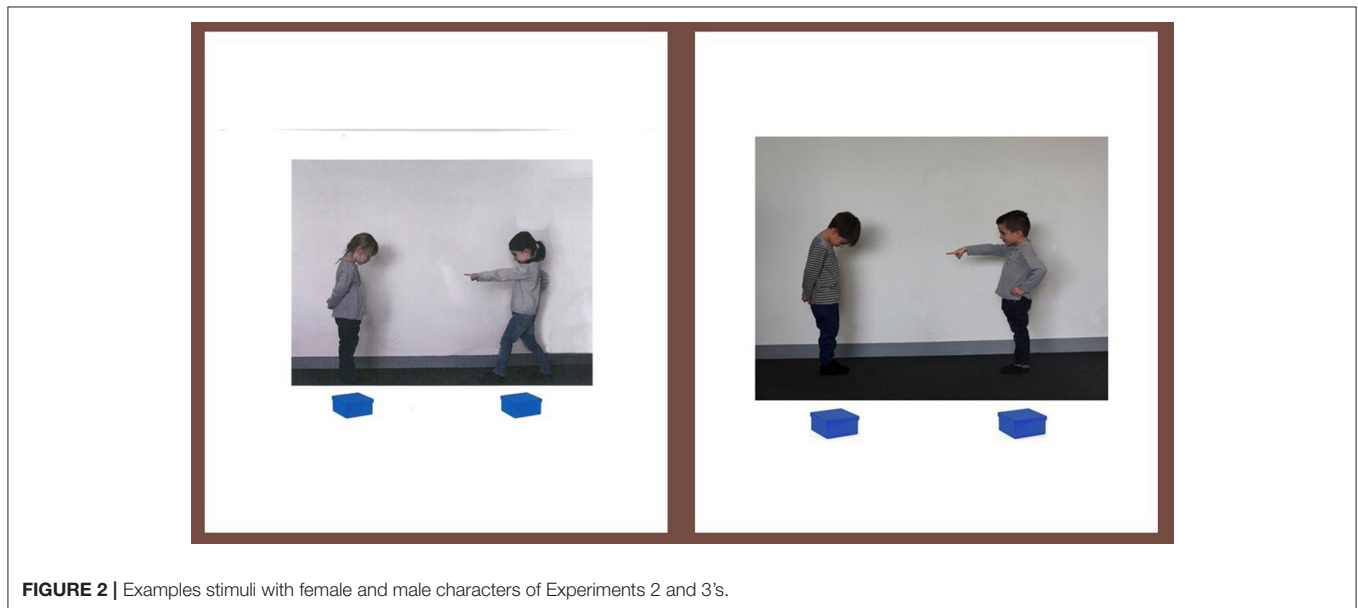 FIGURE 2 | Examples stimuli with female and male characters of Experiments 2 and 3’s.